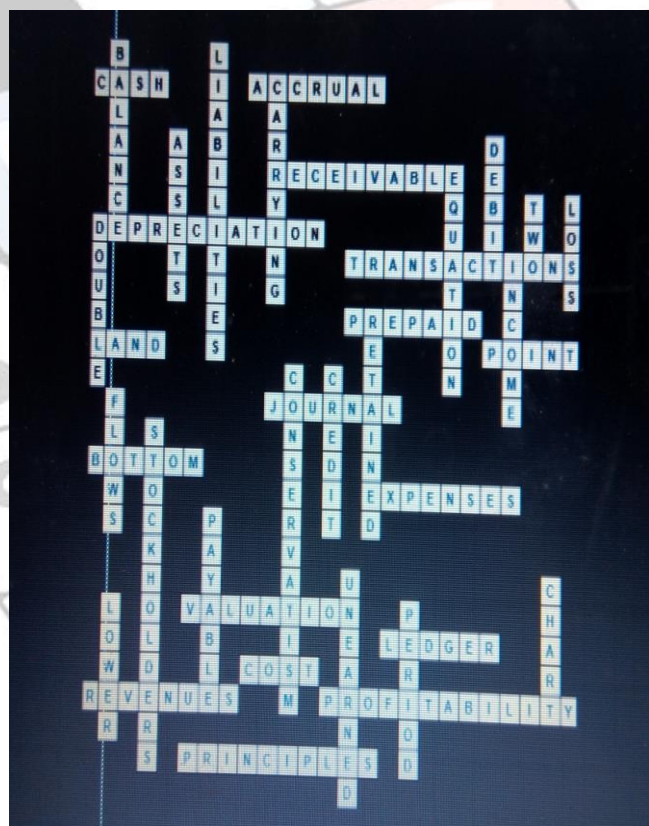 BALANCE
LIABILITIES
CASH
ACCRUAL
CARRYING
ASSETS
DEBIT
RECEIVABLE
EQUATION
TWO
LOSS
DEPRECIATION
DOUBLE
TRANSACTIONS
INCOME
PREPAID
RETAINED
LAND
POINT
CONSERVATISM
CREDIT
FLOWS
JOURNAL
STOCKHOLDERS
BOTTOM
EXPENSES
PAYABLE
UNEARNED
CHART
LOWER
VALUATION
PERIOD
LEDGER
COST
REVENUES
PROFITABILITY
PRINCIPLES